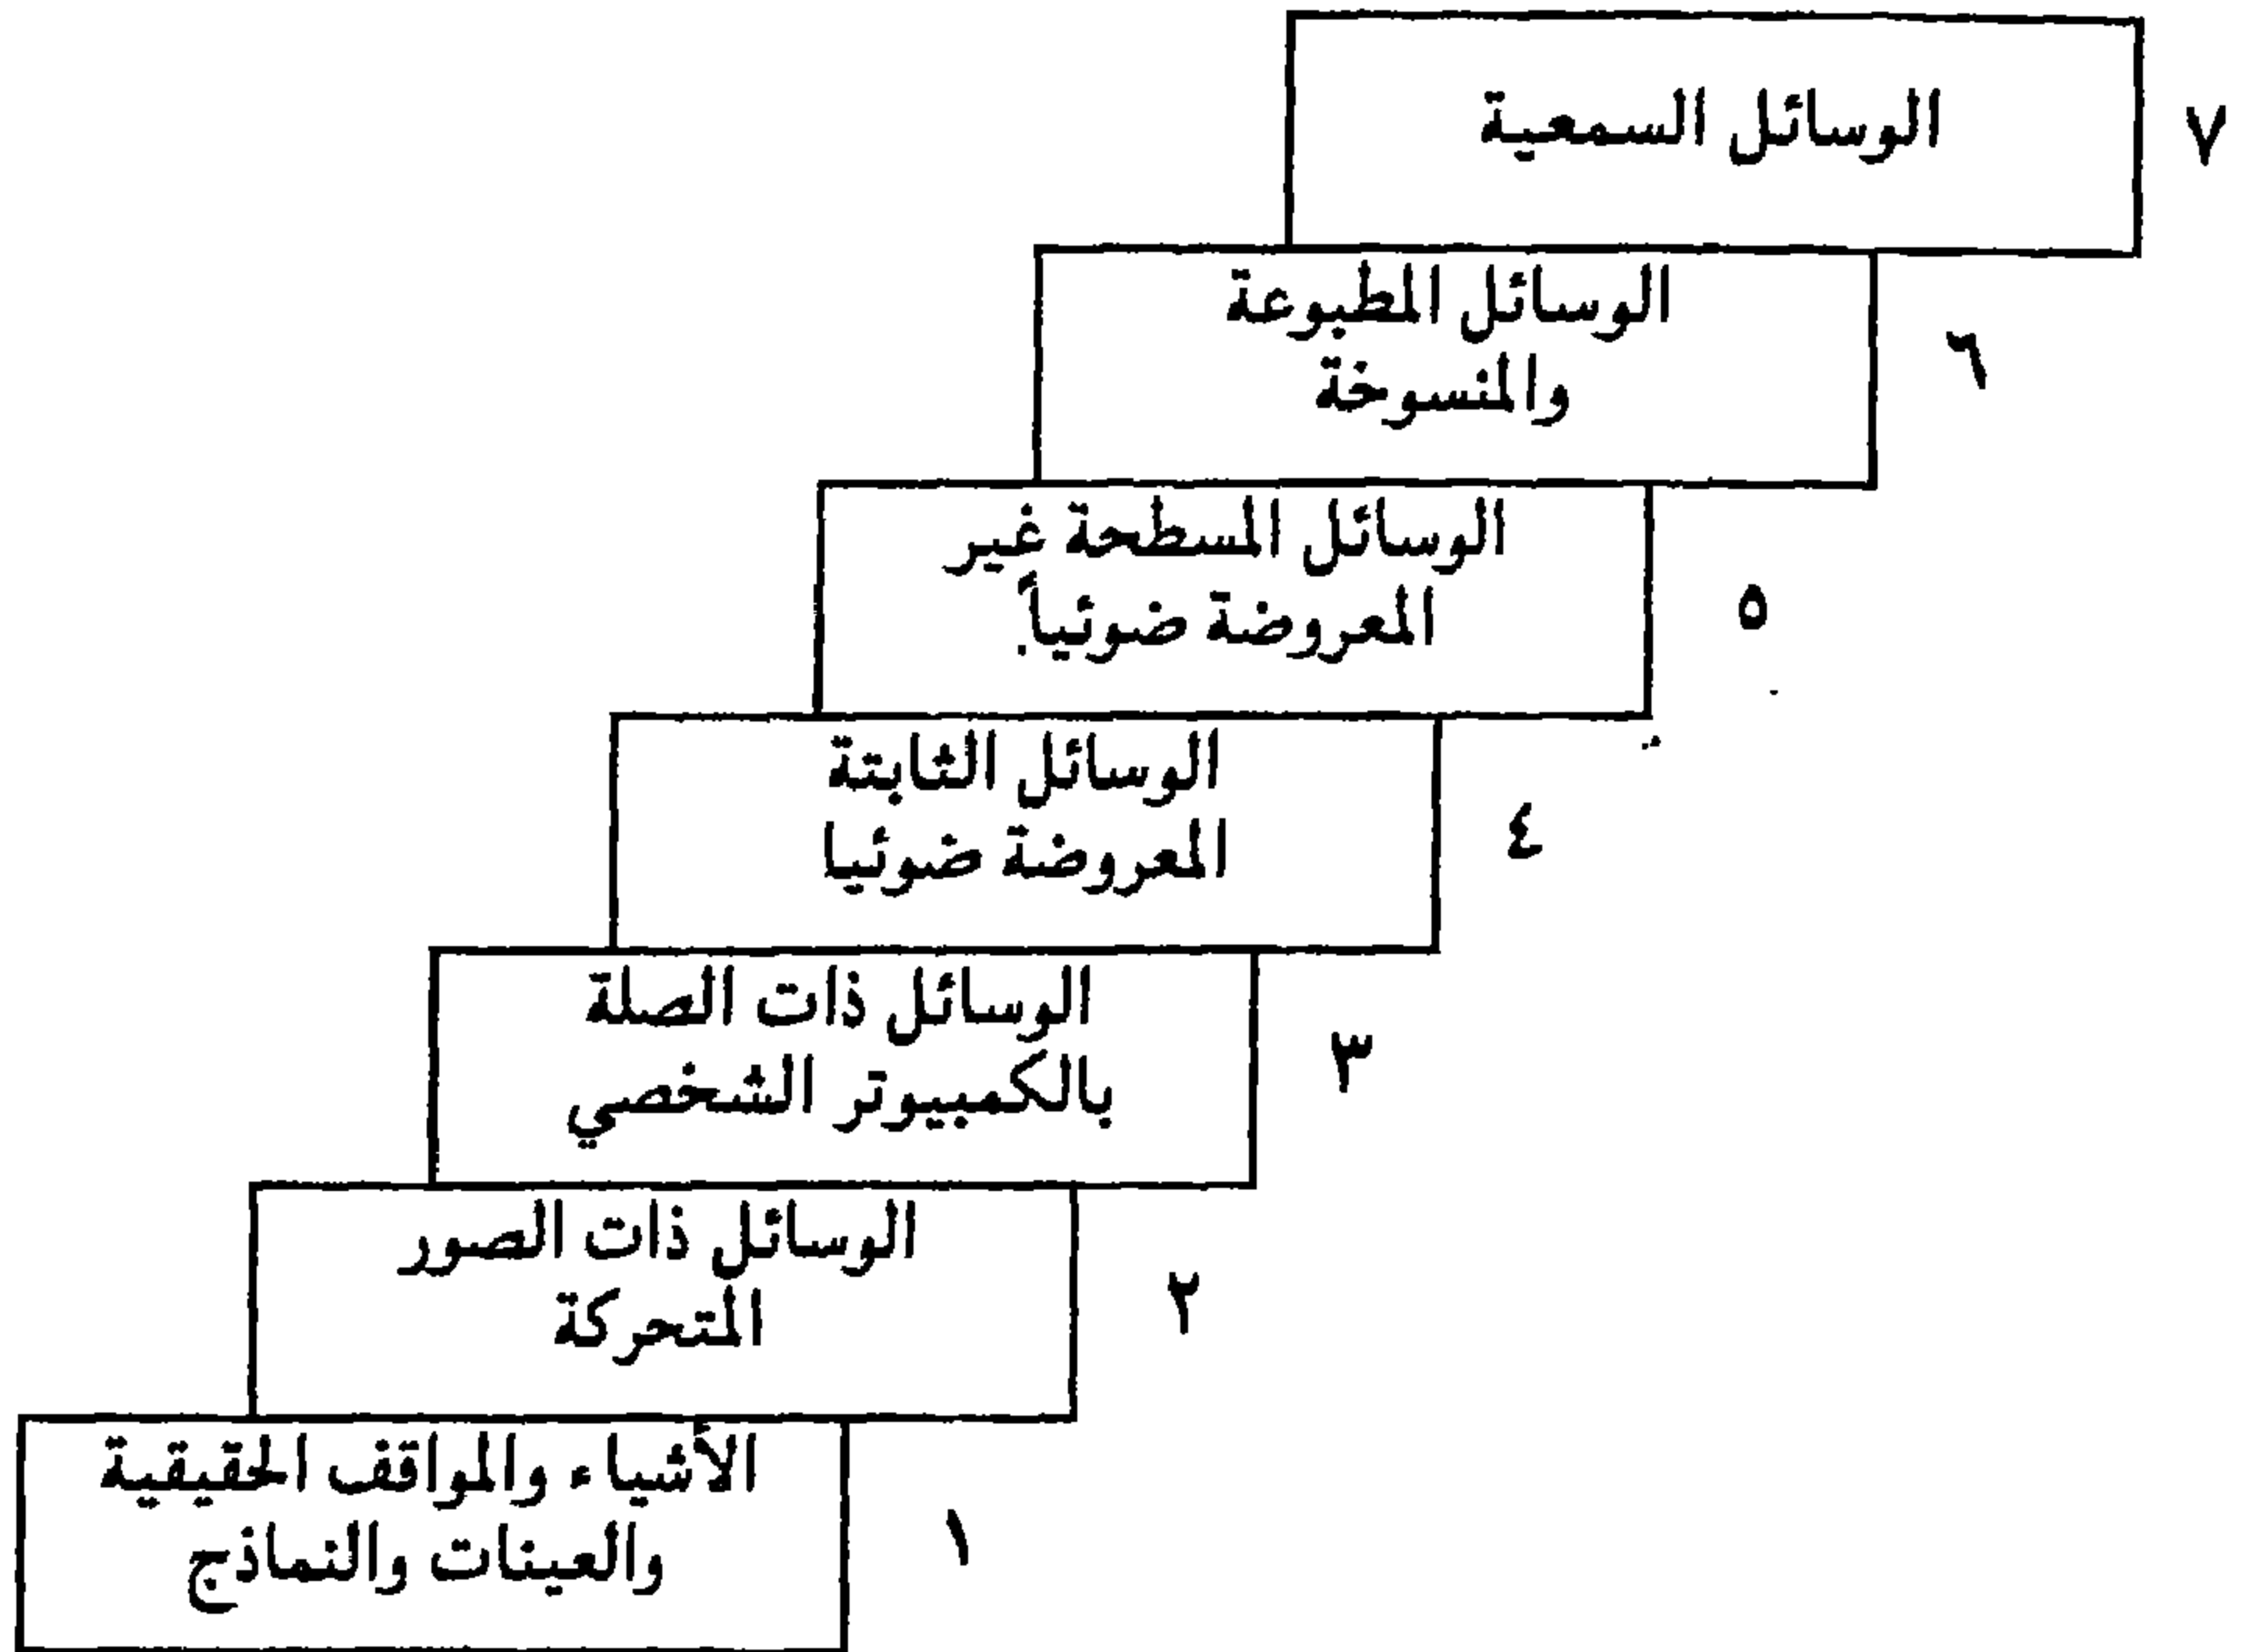 الوسائل السمعية
٧
الوسائل المطبوعة
والمنسوخة
٦
الوسائل المسطحة غير
المعروضة ضوئياً
٥
الوسائل الثابتة
المعروضة ضوئيا
٤
الوسائل ذات الصلة
بالكمبيوتر الشخصي
٣
الوسائل ذات الصور
المتحركة
٢
الأشياء والمواقف الحقيقية
والعينات والنماذج
١